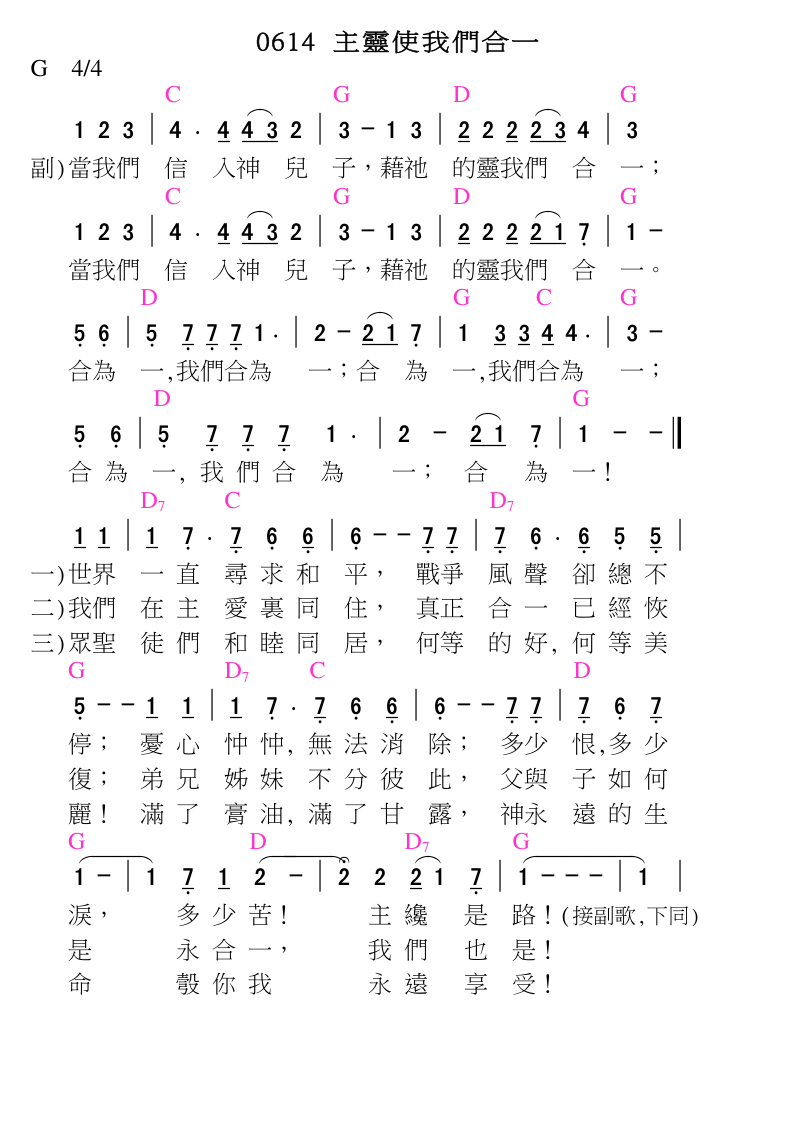 0614 主靈使我們合一
G 4/4
C G D G
1 2 3 | 4 . 4 4 3 2 | 3 - 1 3 | 2 2 2 2 3 4 | 3
副)當我們 信 入神 兒 子，藉祂 的靈我們 合 一；
C G D G
1 2 3 | 4 . 4 4 3 2 | 3 - 1 3 | 2 2 2 2 1 7 | 1 -
當我們 信 入神 兒 子，藉祂 的靈我們 合 一。
D G C G
5 6 | 5 7 7 7 1 . | 2 - 2 1 7 | 1 3 3 4 4 . | 3 -
合為 一,我們合為 一；合 為 一,我們合為 一；
D G
5 6 | 5 7 7 7 1 . | 2 - 2 1 7 | 1 - - ‖
合 為 一, 我 們 合 為 一； 合 為 一！
D7 C D7
1 1 | 1 7 . 7 6 6 | 6 - - 7 7 | 7 6 . 6 5 5 |
一)世界 一 直 尋 求 和 平， 戰爭 風 聲 卻 總 不
二)我們 在 主 愛 裏 同 住， 真正 合 一 已 經 恢
三)眾聖 徒 們 和 睦 同 居， 何等 的 好, 何 等 美
G D7 C D
5 - - 1 1 | 1 7 . 7 6 6 | 6 - - 7 7 | 7 6 7
停； 憂 心 忡 忡, 無 法 消 除； 多少 恨,多 少
復； 弟 兄 姊 妹 不 分 彼 此， 父與 子 如 何
麗！ 滿 了 膏 油, 滿 了 甘 露， 神永 遠 的 生
G D D7 G
1 - | 1 7 1 2 - | 2 2 2 1 7 | 1 - - - | 1 |
淚， 多 少 苦！ 主 纔 是 路！(接副歌,下同)
是 永 合 一， 我 們 也 是！
命 彀 你 我 永 遠 享 受！